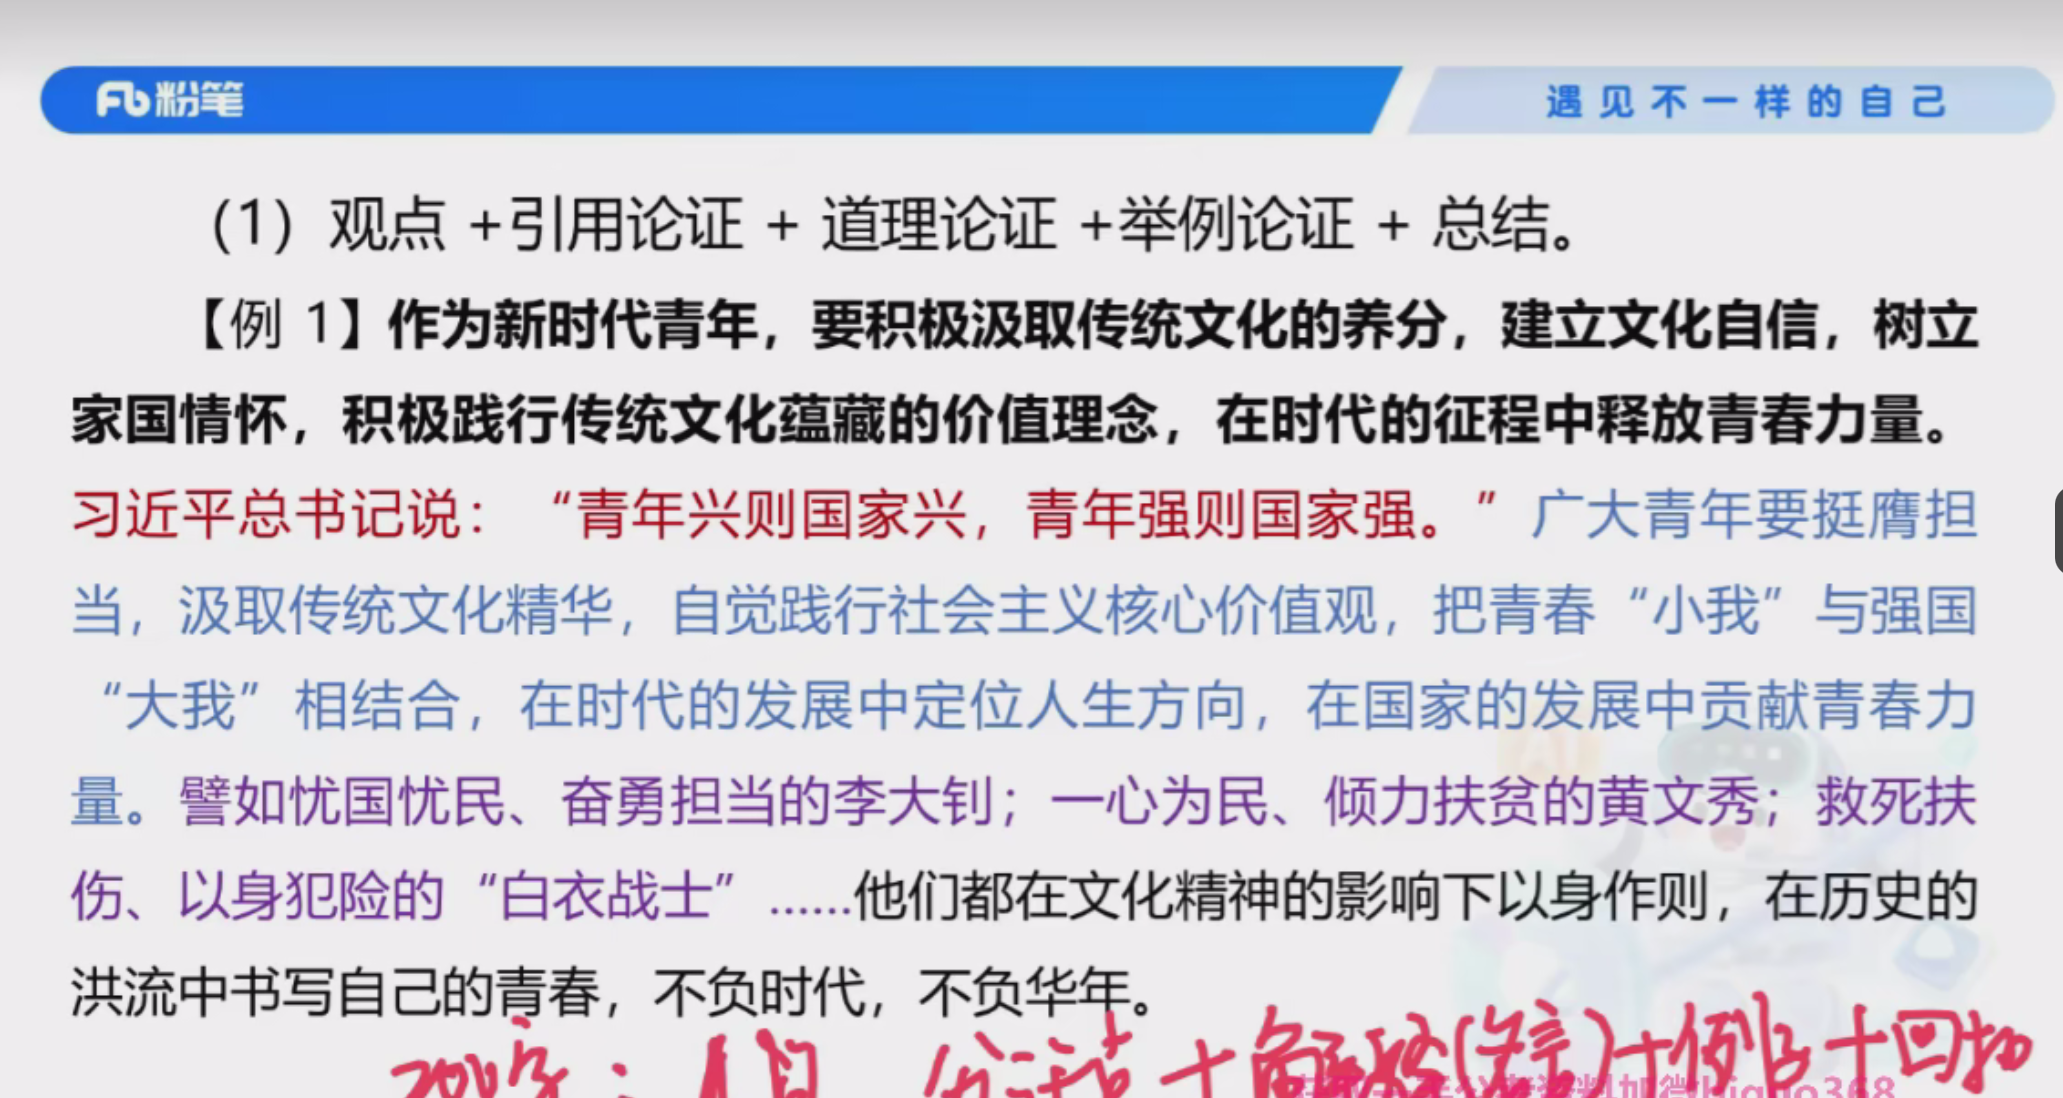 Fb粉笔
遇见不一样的自己
（1）观点 +引用论证 + 道理论证 +举例论证 + 总结。
【例 1】作为新时代青年，要积极汲取传统文化的养分，建立文化自信，树立
家国情怀，积极践行传统文化蕴藏的价值理念，在时代的征程中释放青春力量。
习近平总书记说：“青年兴则国家兴，青年强则国家强。”广大青年要挺膺担
当，汲取传统文化精华，自觉践行社会主义核心价值观，把青春“小我”与强国
“大我”相结合，在时代的发展中定位人生方向，在国家的发展中贡献青春力
量。譬如忧国忧民、奋勇担当的李大钊；一心为民、倾力扶贫的黄文秀；救死扶
伤、以身犯险的“白衣战士”……他们都在文化精神的影响下以身作则，在历史的
洪流中书写自己的青春，不负时代，不负华年。
200字：1段 分论点+解释(名言)+例子+回扣